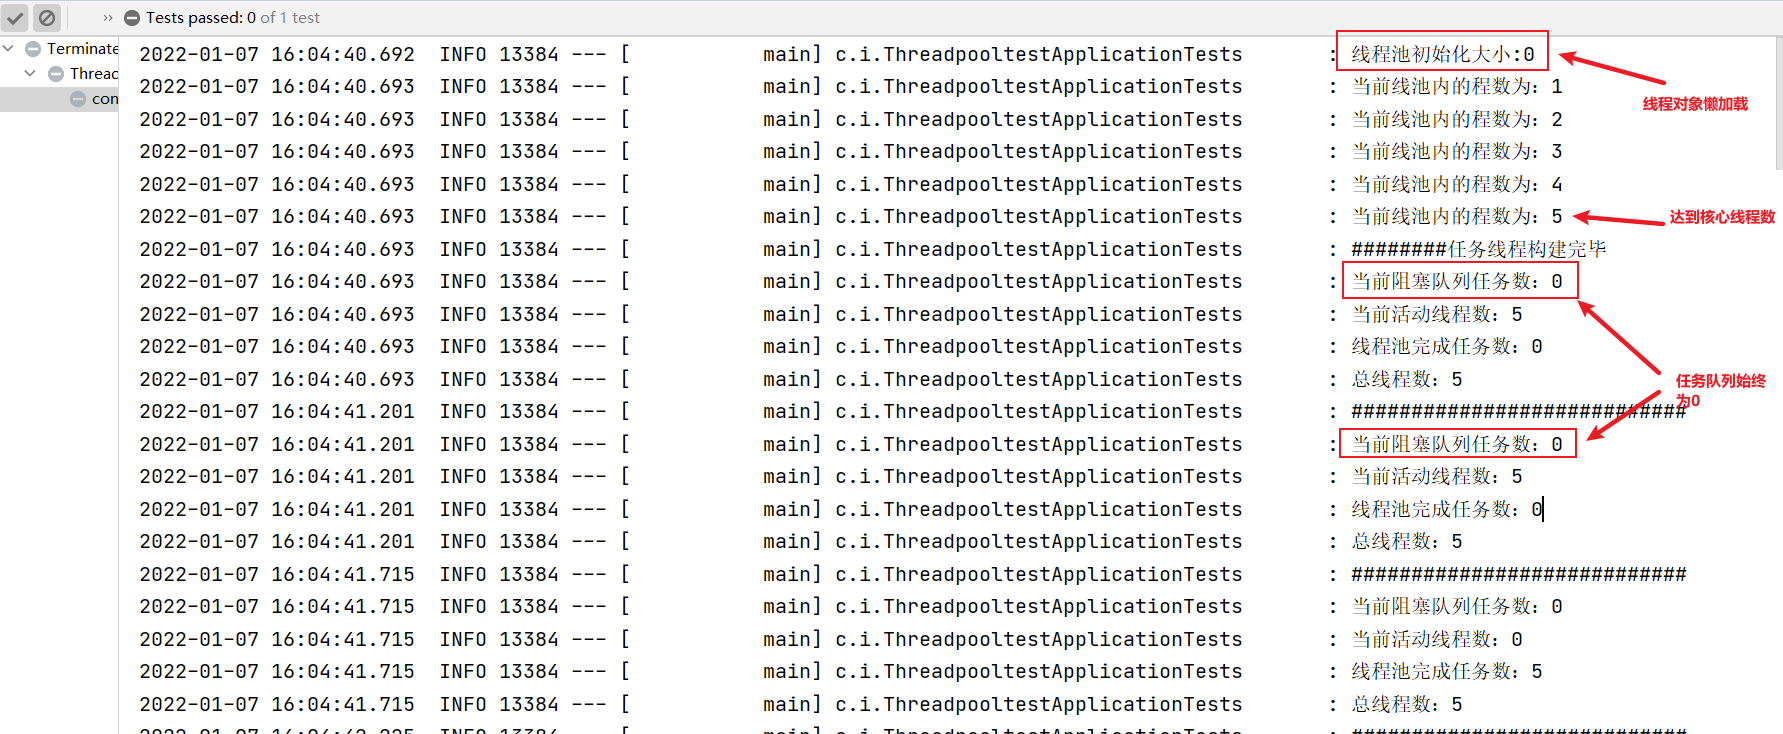 » Tests passed: 0 of 1 test
Terminate
Thread
con
2022-01-07 16:04:40.692 INFO 13384 --- [ main] c.i.ThreadpooltestApplicationTests : 线程池初始化大小:0
2022-01-07 16:04:40.693 INFO 13384 --- [ main] c.i.ThreadpooltestApplicationTests : 当前线池内的程数为：1
线程对象懒加载
2022-01-07 16:04:40.693 INFO 13384 --- [ main] c.i.ThreadpooltestApplicationTests : 当前线池内的程数为：2
2022-01-07 16:04:40.693 INFO 13384 --- [ main] c.i.ThreadpooltestApplicationTests : 当前线池内的程数为：3
2022-01-07 16:04:40.693 INFO 13384 --- [ main] c.i.ThreadpooltestApplicationTests : 当前线池内的程数为：4
2022-01-07 16:04:40.693 INFO 13384 --- [ main] c.i.ThreadpooltestApplicationTests : 当前线池内的程数为：5
达到核心线程数
2022-01-07 16:04:40.693 INFO 13384 --- [ main] c.i.ThreadpooltestApplicationTests : ########任务线程构建完毕
2022-01-07 16:04:40.693 INFO 13384 --- [ main] c.i.ThreadpooltestApplicationTests : 当前阻塞队列任务数：0
2022-01-07 16:04:40.693 INFO 13384 --- [ main] c.i.ThreadpooltestApplicationTests : 当前活动线程数：5
2022-01-07 16:04:40.693 INFO 13384 --- [ main] c.i.ThreadpooltestApplicationTests : 线程池完成任务数：0
2022-01-07 16:04:40.693 INFO 13384 --- [ main] c.i.ThreadpooltestApplicationTests : 总线程数：5
任务队列始终
为0
2022-01-07 16:04:41.201 INFO 13384 --- [ main] c.i.ThreadpooltestApplicationTests : ############################
2022-01-07 16:04:41.201 INFO 13384 --- [ main] c.i.ThreadpooltestApplicationTests : 当前阻塞队列任务数：0
2022-01-07 16:04:41.201 INFO 13384 --- [ main] c.i.ThreadpooltestApplicationTests : 当前活动线程数：5
2022-01-07 16:04:41.201 INFO 13384 --- [ main] c.i.ThreadpooltestApplicationTests : 线程池完成任务数：0
2022-01-07 16:04:41.201 INFO 13384 --- [ main] c.i.ThreadpooltestApplicationTests : 总线程数：5
2022-01-07 16:04:41.715 INFO 13384 --- [ main] c.i.ThreadpooltestApplicationTests : ############################
2022-01-07 16:04:41.715 INFO 13384 --- [ main] c.i.ThreadpooltestApplicationTests : 当前阻塞队列任务数：0
2022-01-07 16:04:41.715 INFO 13384 --- [ main] c.i.ThreadpooltestApplicationTests : 当前活动线程数：0
2022-01-07 16:04:41.715 INFO 13384 --- [ main] c.i.ThreadpooltestApplicationTests : 线程池完成任务数：5
2022-01-07 16:04:41.715 INFO 13384 --- [ main] c.i.ThreadpooltestApplicationTests : 总线程数：5